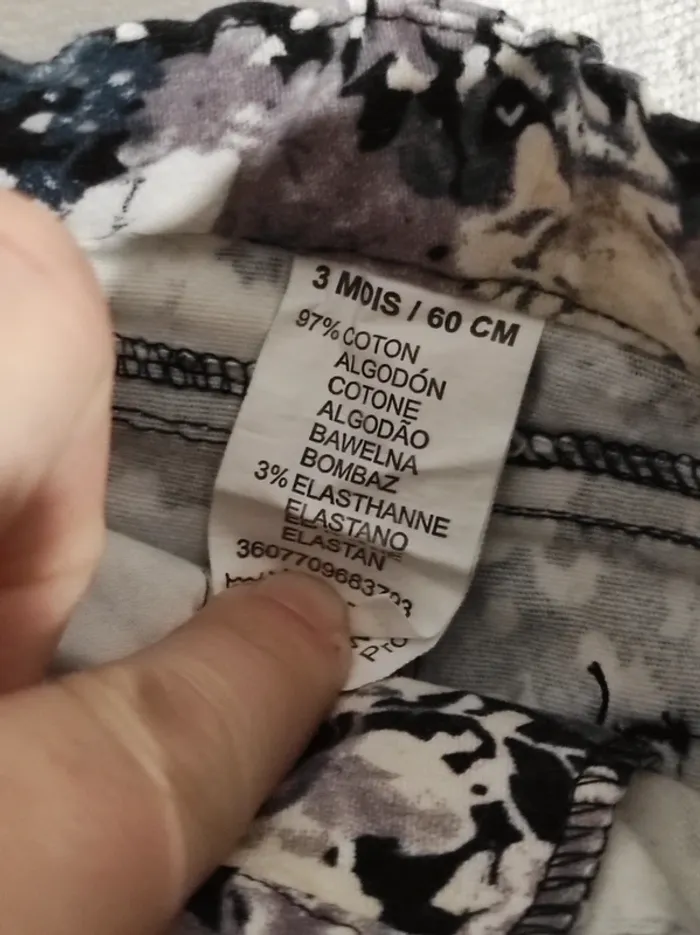 3 MOIS / 60 CM
97% COTON
ALGODÓN
COTONE
ALGODÃO
BAWELNA
BOMBAZ
3% ELASTHANNE
ELASTANO
ELASTAN